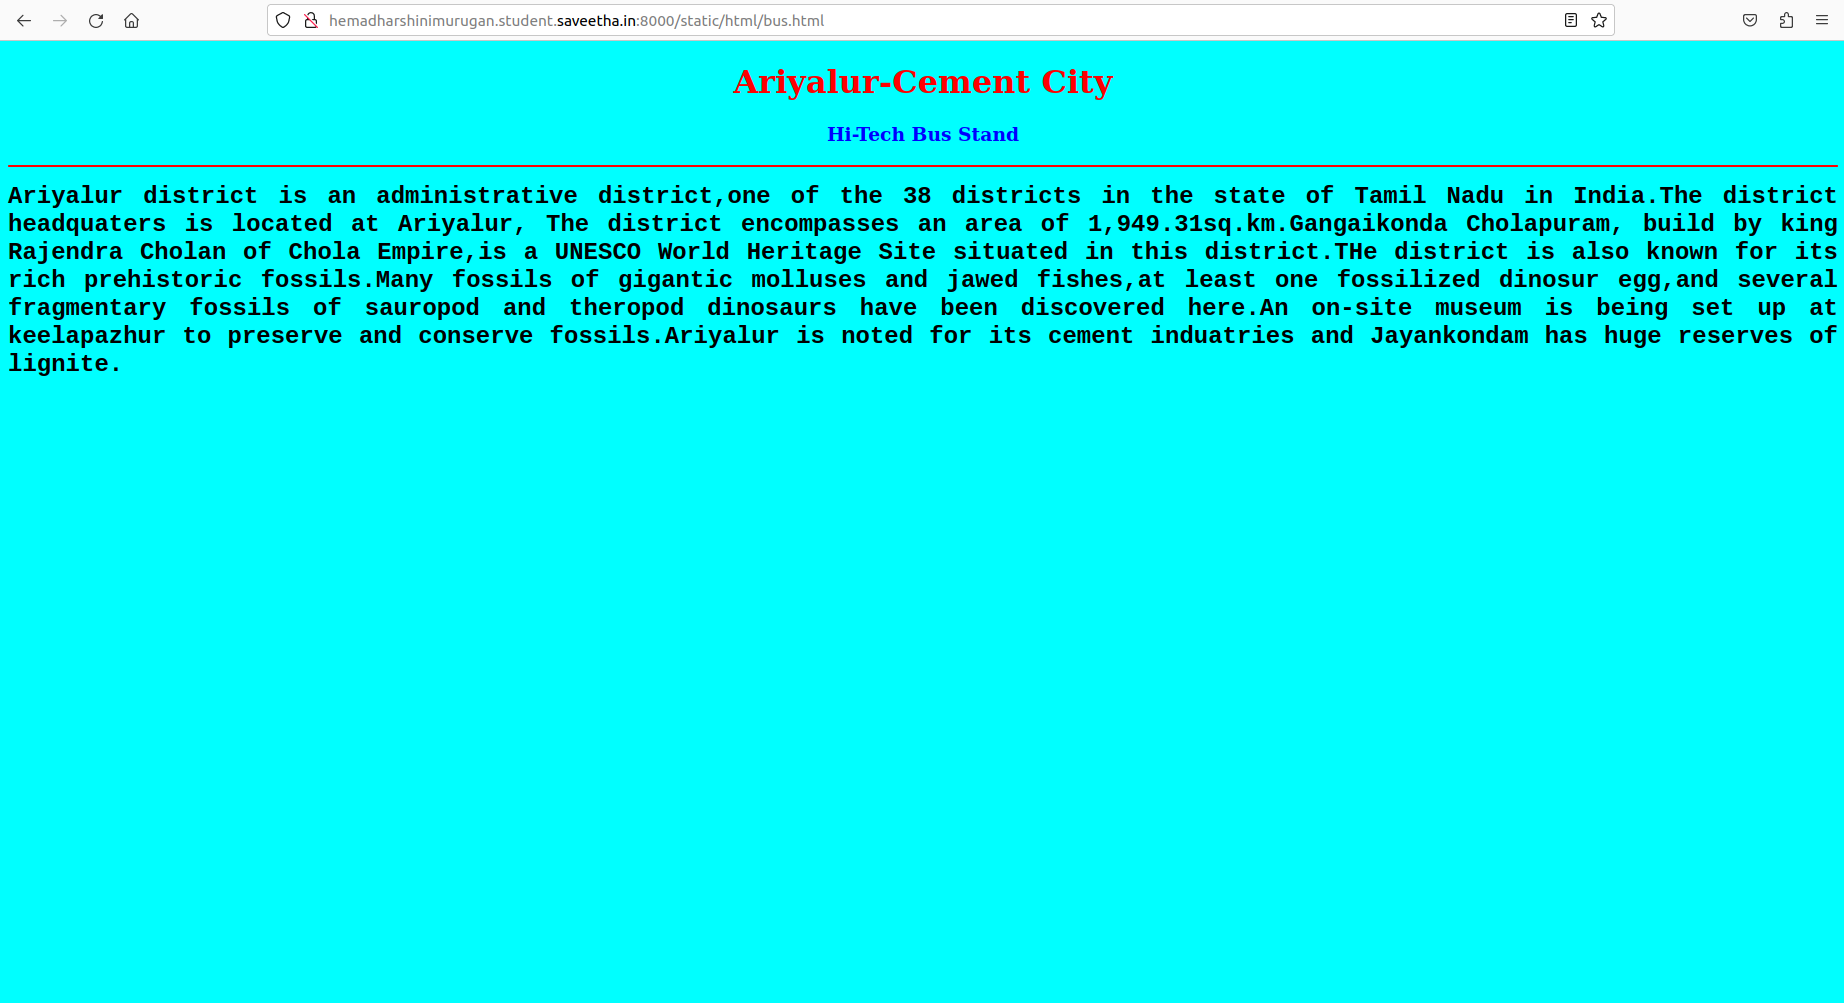 hemadharshinimurugan.student.saveetha.in:8000/static/html/bus.html
Ariyalur-Cement City
Hi-Tech Bus Stand
Ariyalur district is an administrative district,one of the 38 districts in the state of Tamil Nadu in India.The district
headquaters is located at Ariyalur, The district encompasses an area of 1,949.31sq.km.Gangaikonda Cholapuram, build by king
Rajendra Cholan of Chola Empire,is a UNESCO World Heritage Site situated in this district.THe district is also known for its
rich prehistoric fossils.Many fossils of gigantic molluses and jawed fishes,at least one fossilized dinosur egg,and several
fragmentary fossils of sauropod and theropod dinosaurs have been discovered here.An on-site museum is being set up at
keelapazhur to preserve and conserve fossils.Ariyalur is noted for its cement induatries and Jayankondam has huge reserves of
lignite.